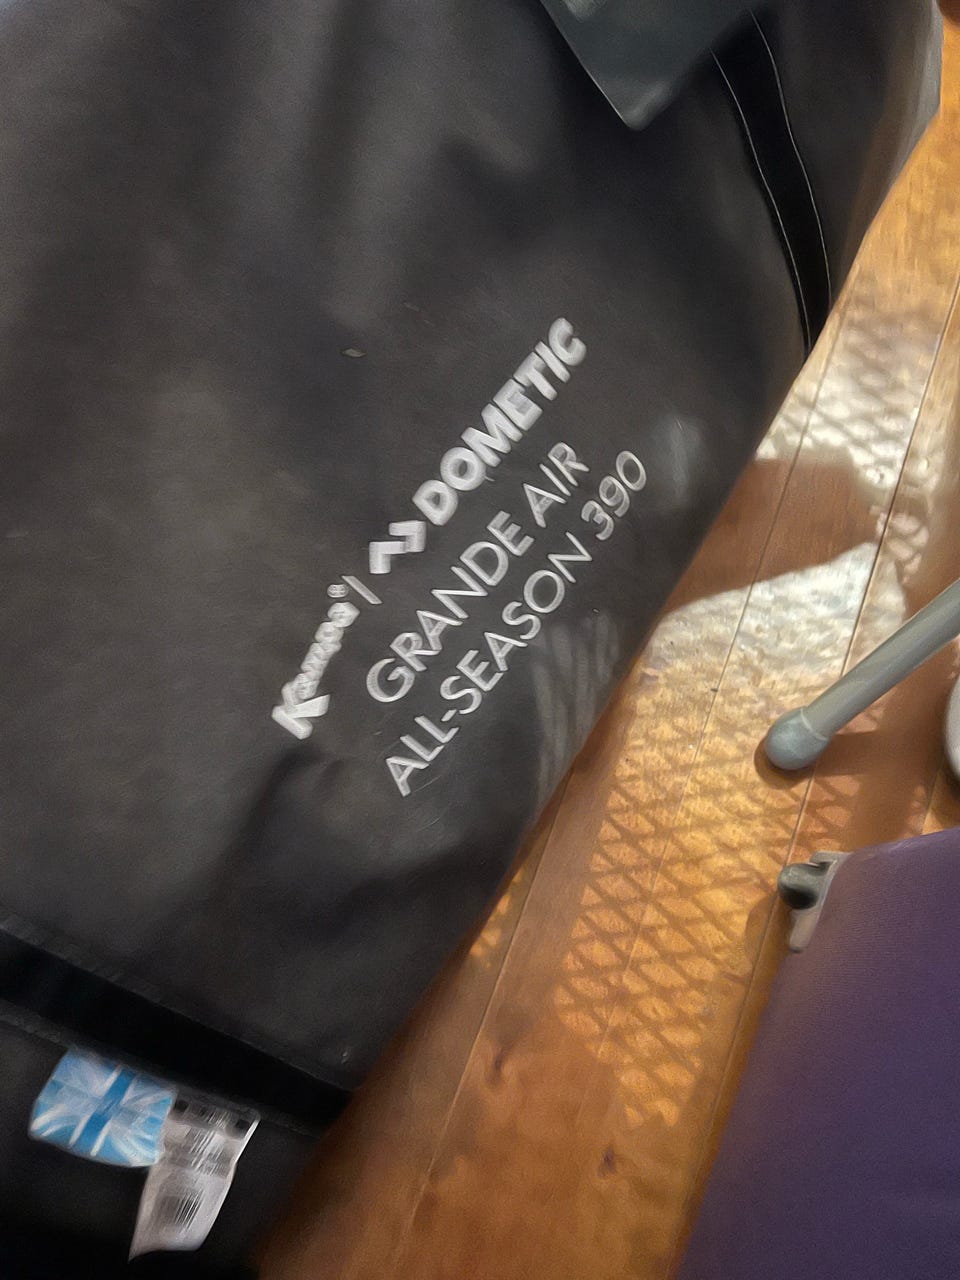 Kampa® | DOMETIC
GRANDE AIR
ALL-SEASON 390